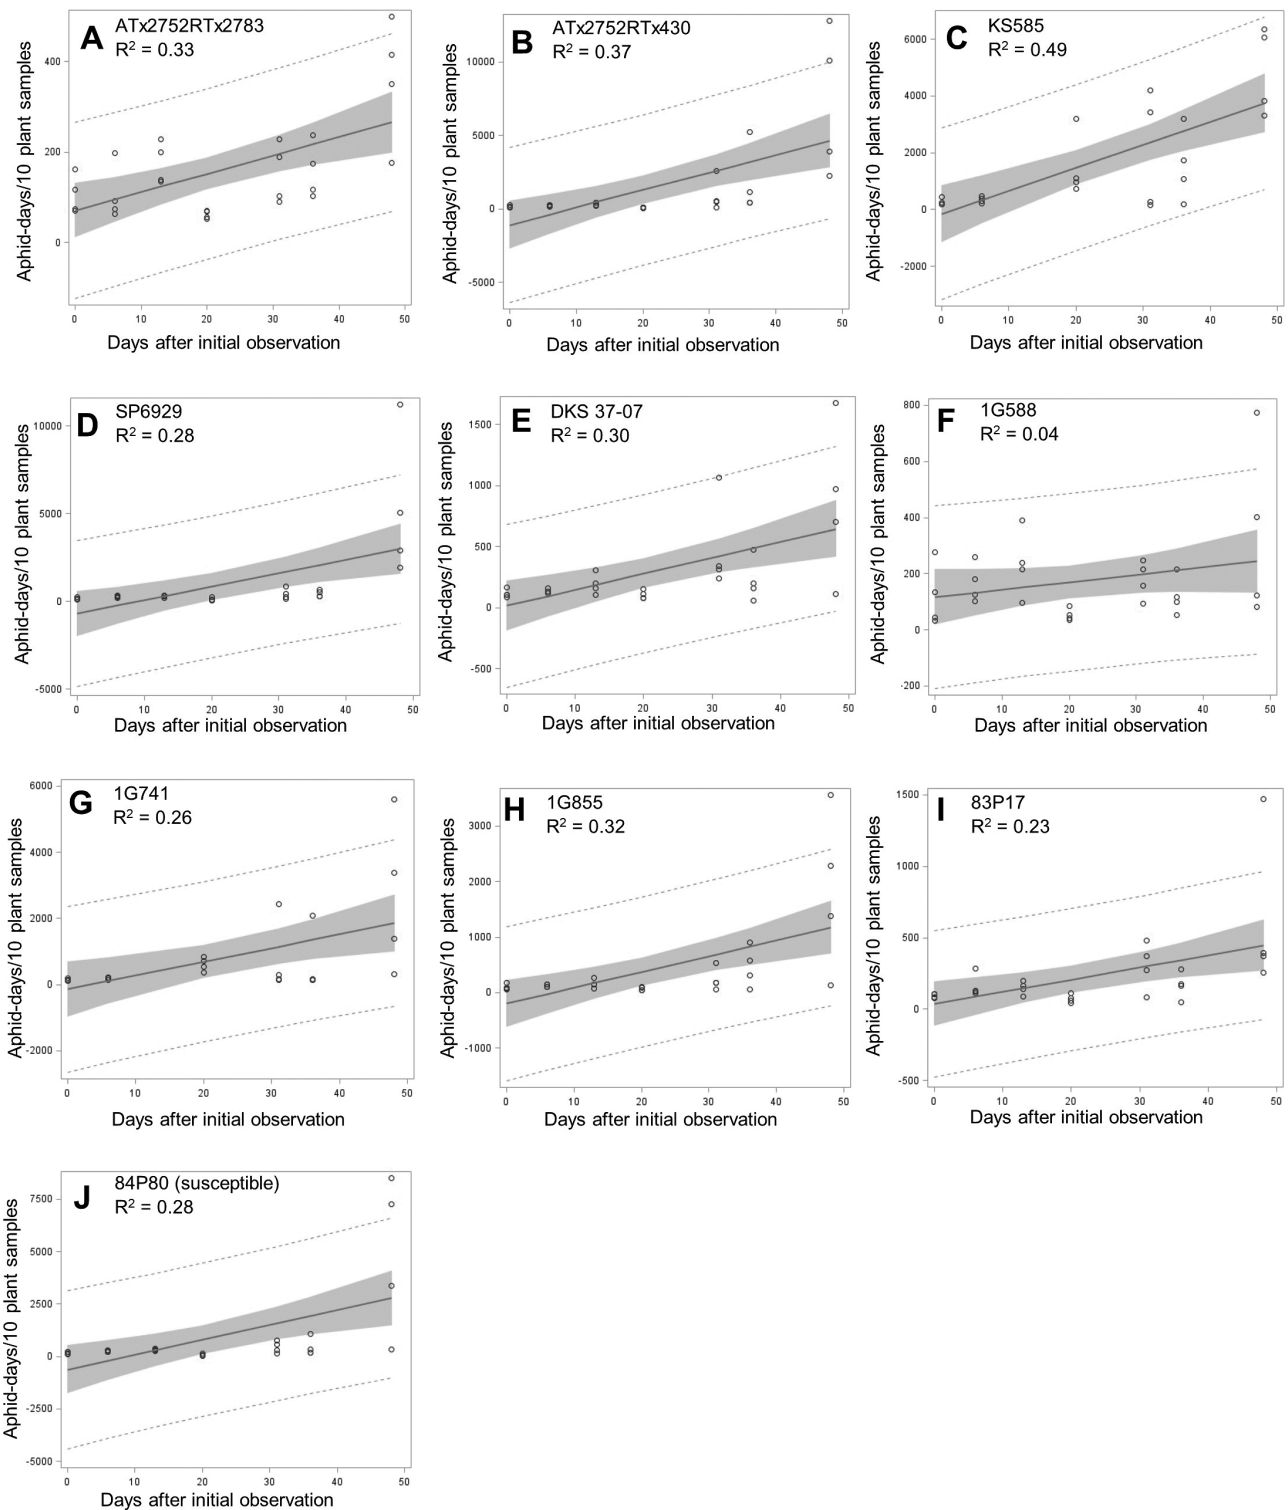 A
ATx2752RTx2783
R² = 0.33
Aphid-days/10 plant samples
400
200
0
0 10 20 30 40 50
Days after initial observation
B
ATx2752RTx430
R² = 0.37
Aphid-days/10 plant samples
10000
5000
0
-5000
0 10 20 30 40 50
Days after initial observation
C
KS585
R² = 0.49
Aphid-days/10 plant samples
6000
4000
2000
0
-2000
0 10 20 30 40 50
Days after initial observation
D
SP6929
R² = 0.28
Aphid-days/10 plant samples
10000
5000
0
-5000
0 10 20 30 40 50
Days after initial observation
E
DKS 37-07
R² = 0.30
Aphid-days/10 plant samples
1500
1000
500
0
-500
0 10 20 30 40 50
Days after initial observation
F
1G588
R² = 0.04
Aphid-days/10 plant samples
800
600
400
200
0
-200
0 10 20 30 40 50
Days after initial observation
G
1G741
R² = 0.26
Aphid-days/10 plant samples
6000
4000
2000
0
-2000
0 10 20 30 40 50
Days after initial observation
H
1G855
R² = 0.32
Aphid-days/10 plant samples
3000
2000
1000
0
-1000
0 10 20 30 40 50
Days after initial observation
I
83P17
R² = 0.23
Aphid-days/10 plant samples
1500
1000
500
0
-500
0 10 20 30 40 50
Days after initial observation
J
84P80 (susceptible)
R² = 0.28
Aphid-days/10 plant samples
7500
5000
2500
0
-2500
-5000
0 10 20 30 40 50
Days after initial observation